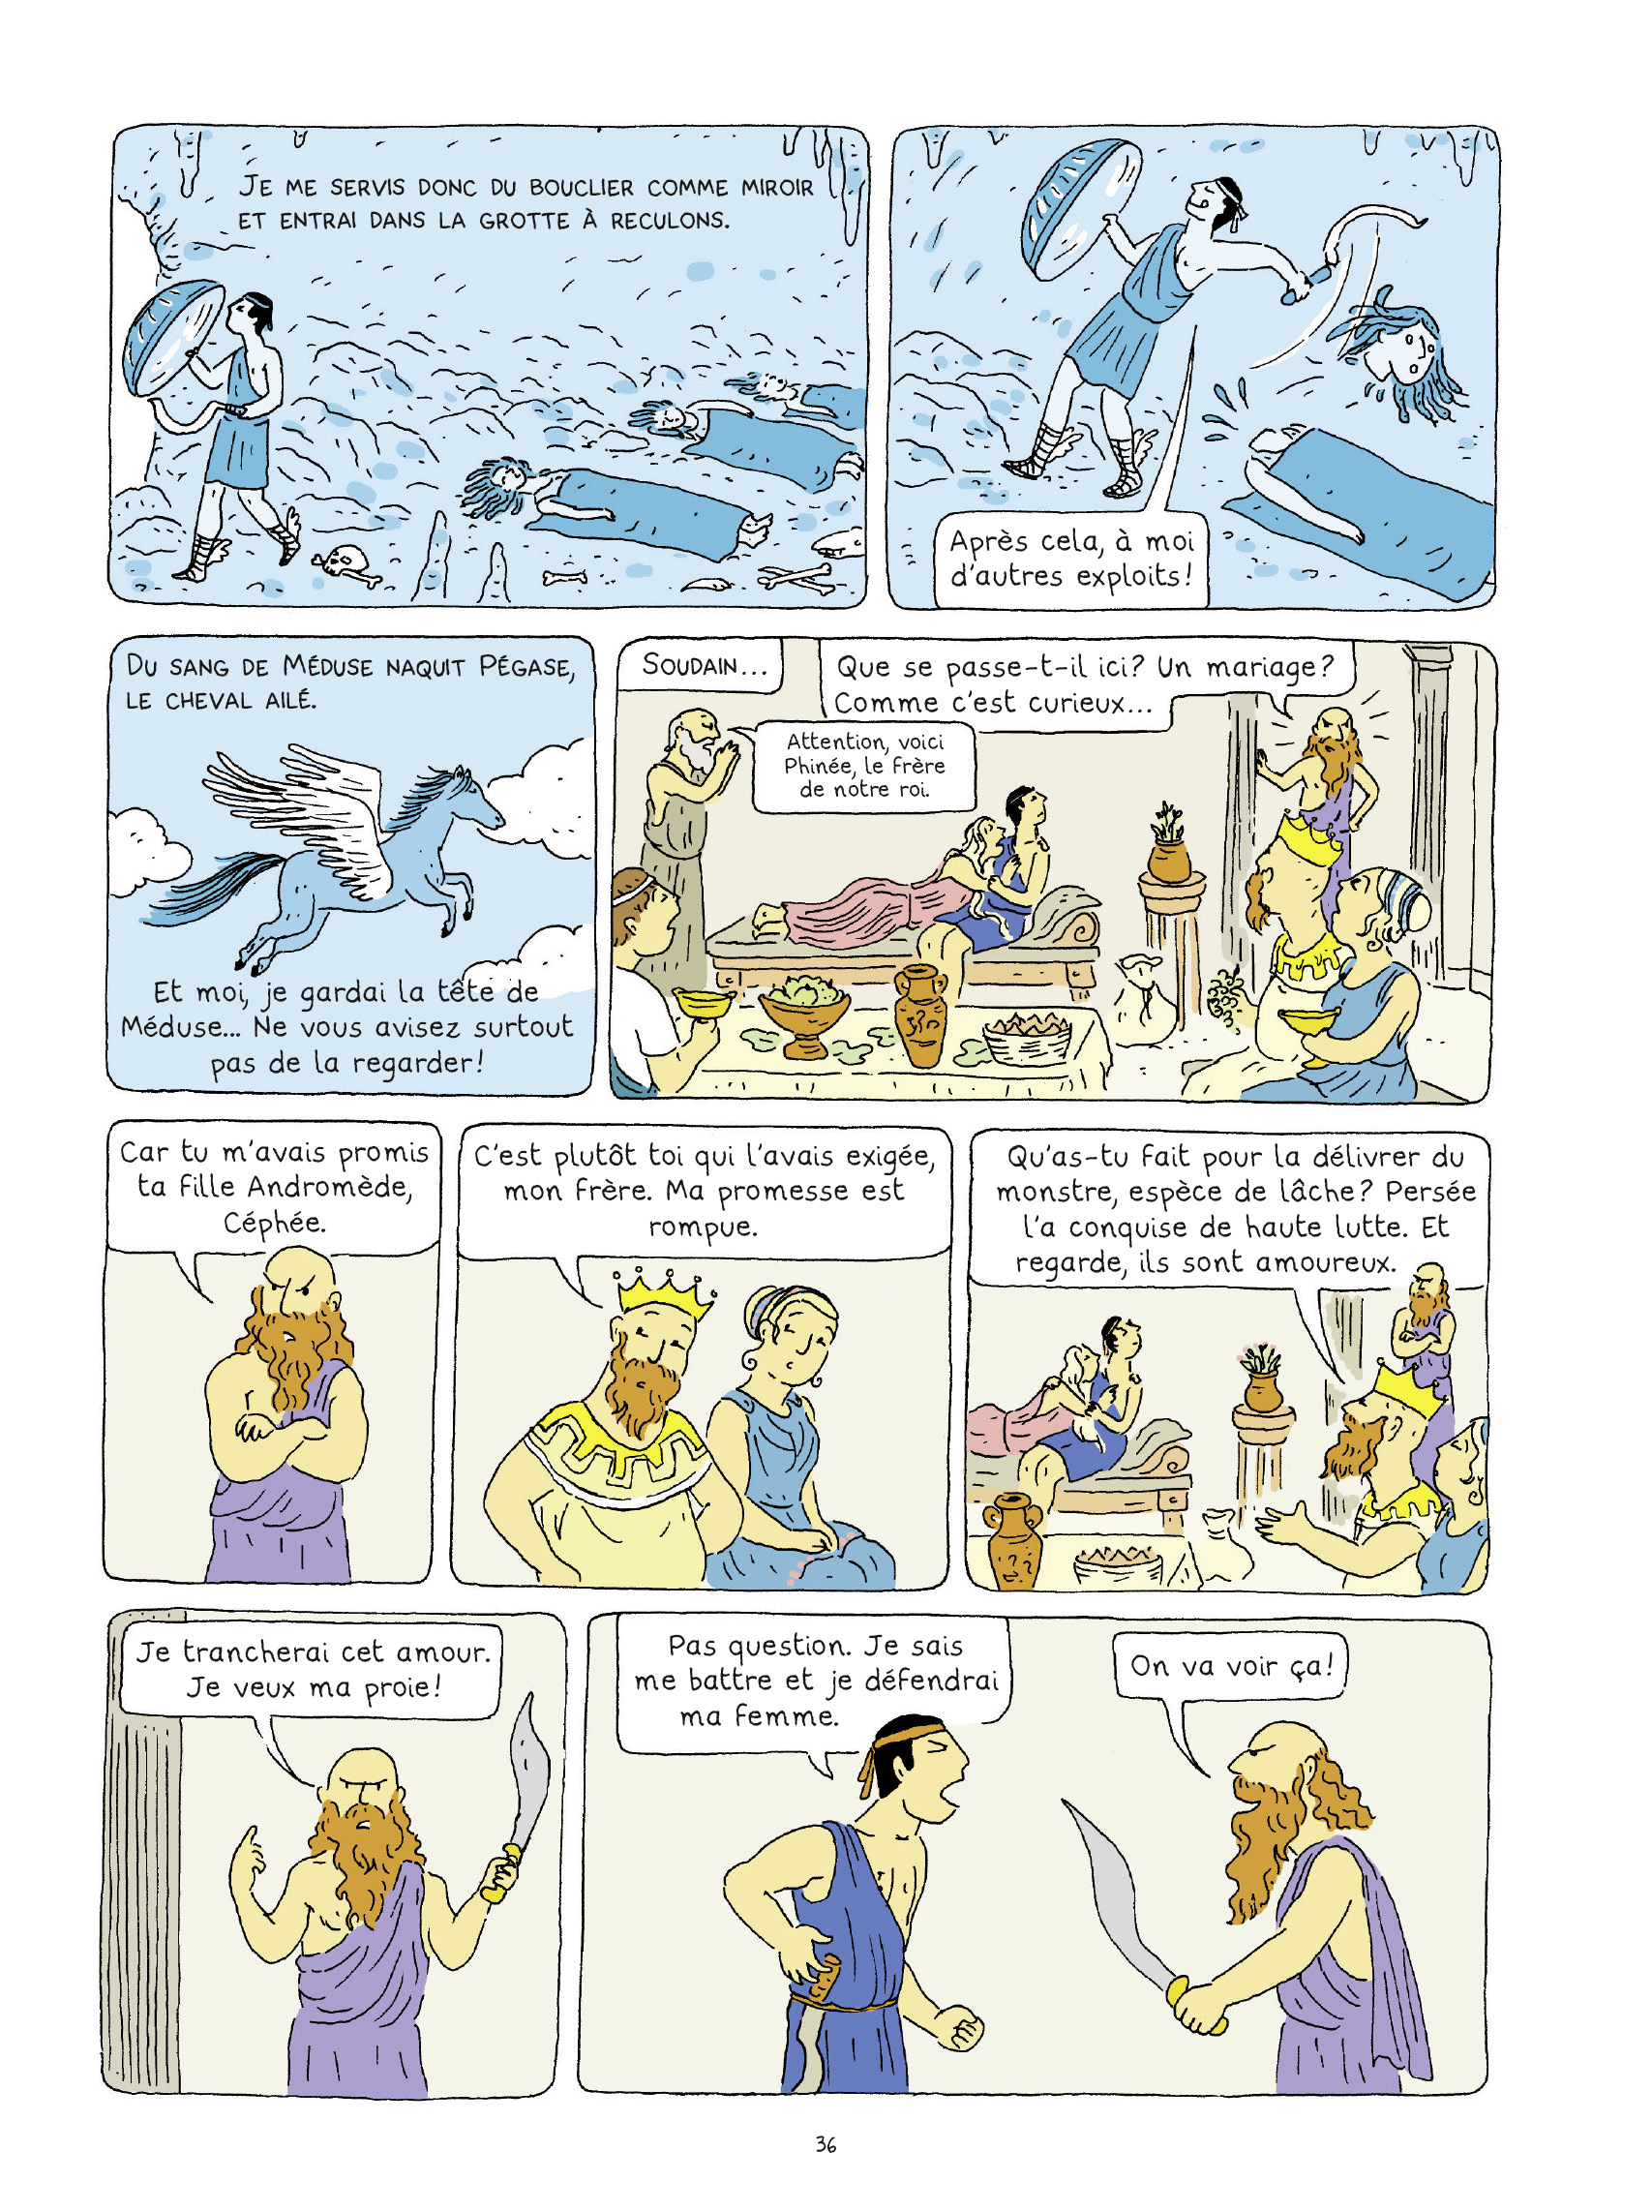 JE ME SERVIS DONC DU BOUCLIER COMME MIROIR
ET ENTRAI DANS LA GROTTE À RECULONS.
Après cela, à moi
d'autres exploits!
DU SANG DE MÉDUSE NAQUIT PÉGASE,
LE CHEVAL AILÉ.
Et moi, je gardai la tête de
Méduse... Ne vous avisez surtout
pas de la regarder!
SOUDAIN...
Que se passe-t-il ici? Un mariage?
Comme c'est curieux...
Attention, voici
Phinée, le frère
de notre roi.
Car tu m'avais promis
ta fille Andromède,
Céphée.
C'est plutôt toi qui l'avais exigée,
mon frère. Ma promesse est
rompue.
Qu'as-tu fait pour la délivrer du
monstre, espèce de lâche? Persée
l'a conquise de haute lutte. Et
regarde, ils sont amoureux.
Je trancherai cet amour.
Je veux ma proie!
Pas question. Je sais
me battre et je défendrai
ma femme.
On va voir ça!
36